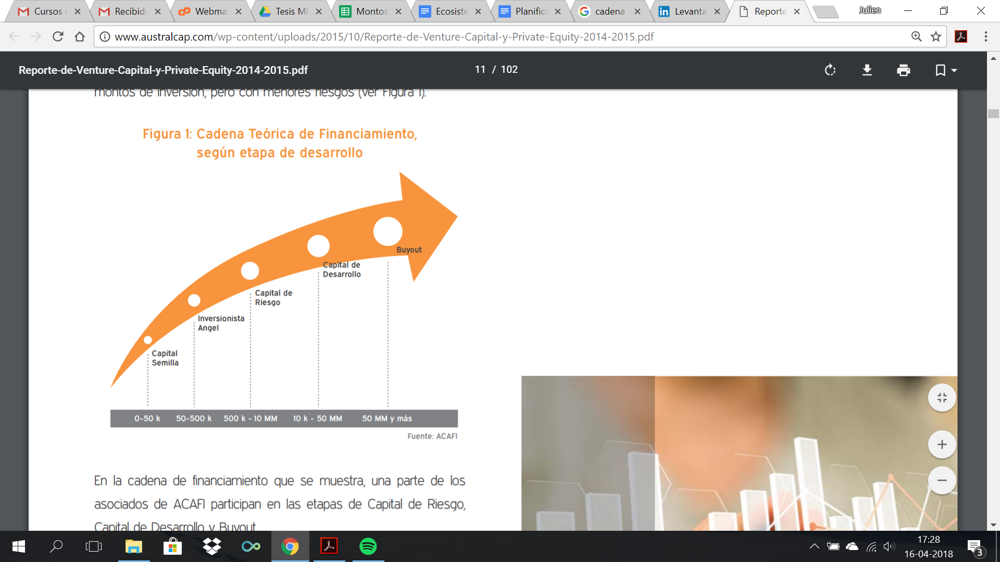 Cursos
Recibido
Webma
Tesis MI
Montos
Ecosiste
Planifica
cadena
Levanta
Reporte
Julien
www.australcap.com/wp-content/uploads/2015/10/Reporte-de-Venture-Capital-y-Private-Equity-2014-2015.pdf
Reporte-de-Venture-Capital-y-Private-Equity-2014-2015.pdf
11 / 102
montos de inversión, pero con menores riesgos (Ver Figura 1).
Figura 1: Cadena Teórica de Financiamiento,
según etapa de desarrollo
Buyout
Capital de
Desarrollo
Capital de
Riesgo
Inversionista
Angel
Capital
Semilla
0-50 k
50-500 k
500 k - 10 MM
10 k - 50 MM
50 MM y más
Fuente: ACAFI
En la cadena de financiamiento que se muestra, una parte de los
asociados de ACAFI participan en las etapas de Capital de Riesgo,
Capital de Desarrollo y Buyout
17:28
16-04-2018
3